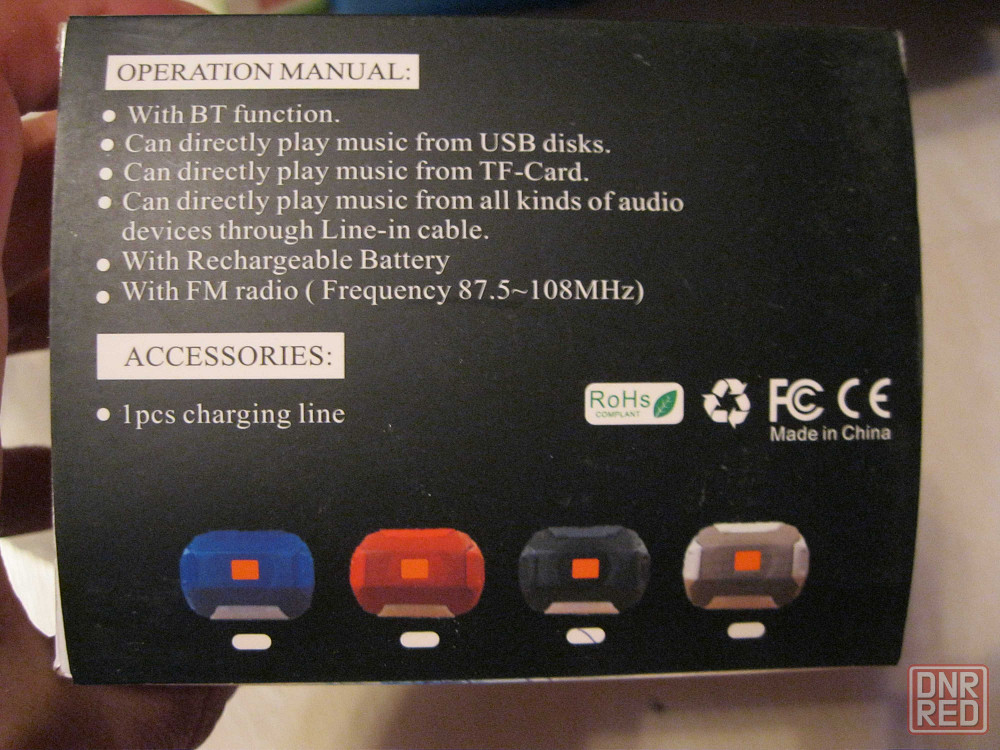 OPERATION MANUAL:
● With BT function.
● Can directly play music from USB disks.
● Can directly play music from TF-Card.
● Can directly play music from all kinds of audio
devices through Line-in cable.
● With Rechargeable Battery
● With FM radio ( Frequency 87.5~108MHz)
ACCESSORIES:
● 1pcs charging line
RoHs
COMPLANT
FC CE
Made in China
DNR
RED